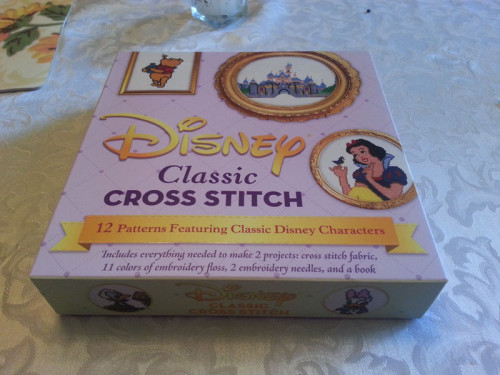 DISNEY
Classic
CROSS STITCH
12 Patterns Featuring Classic Disney Characters
Includes everything needed to make 2 projects: cross stitch fabric,
11 colors of embroidery floss, 2 embroidery needles, and a book
DISNEY
CLASSIC
CROSS STITCH